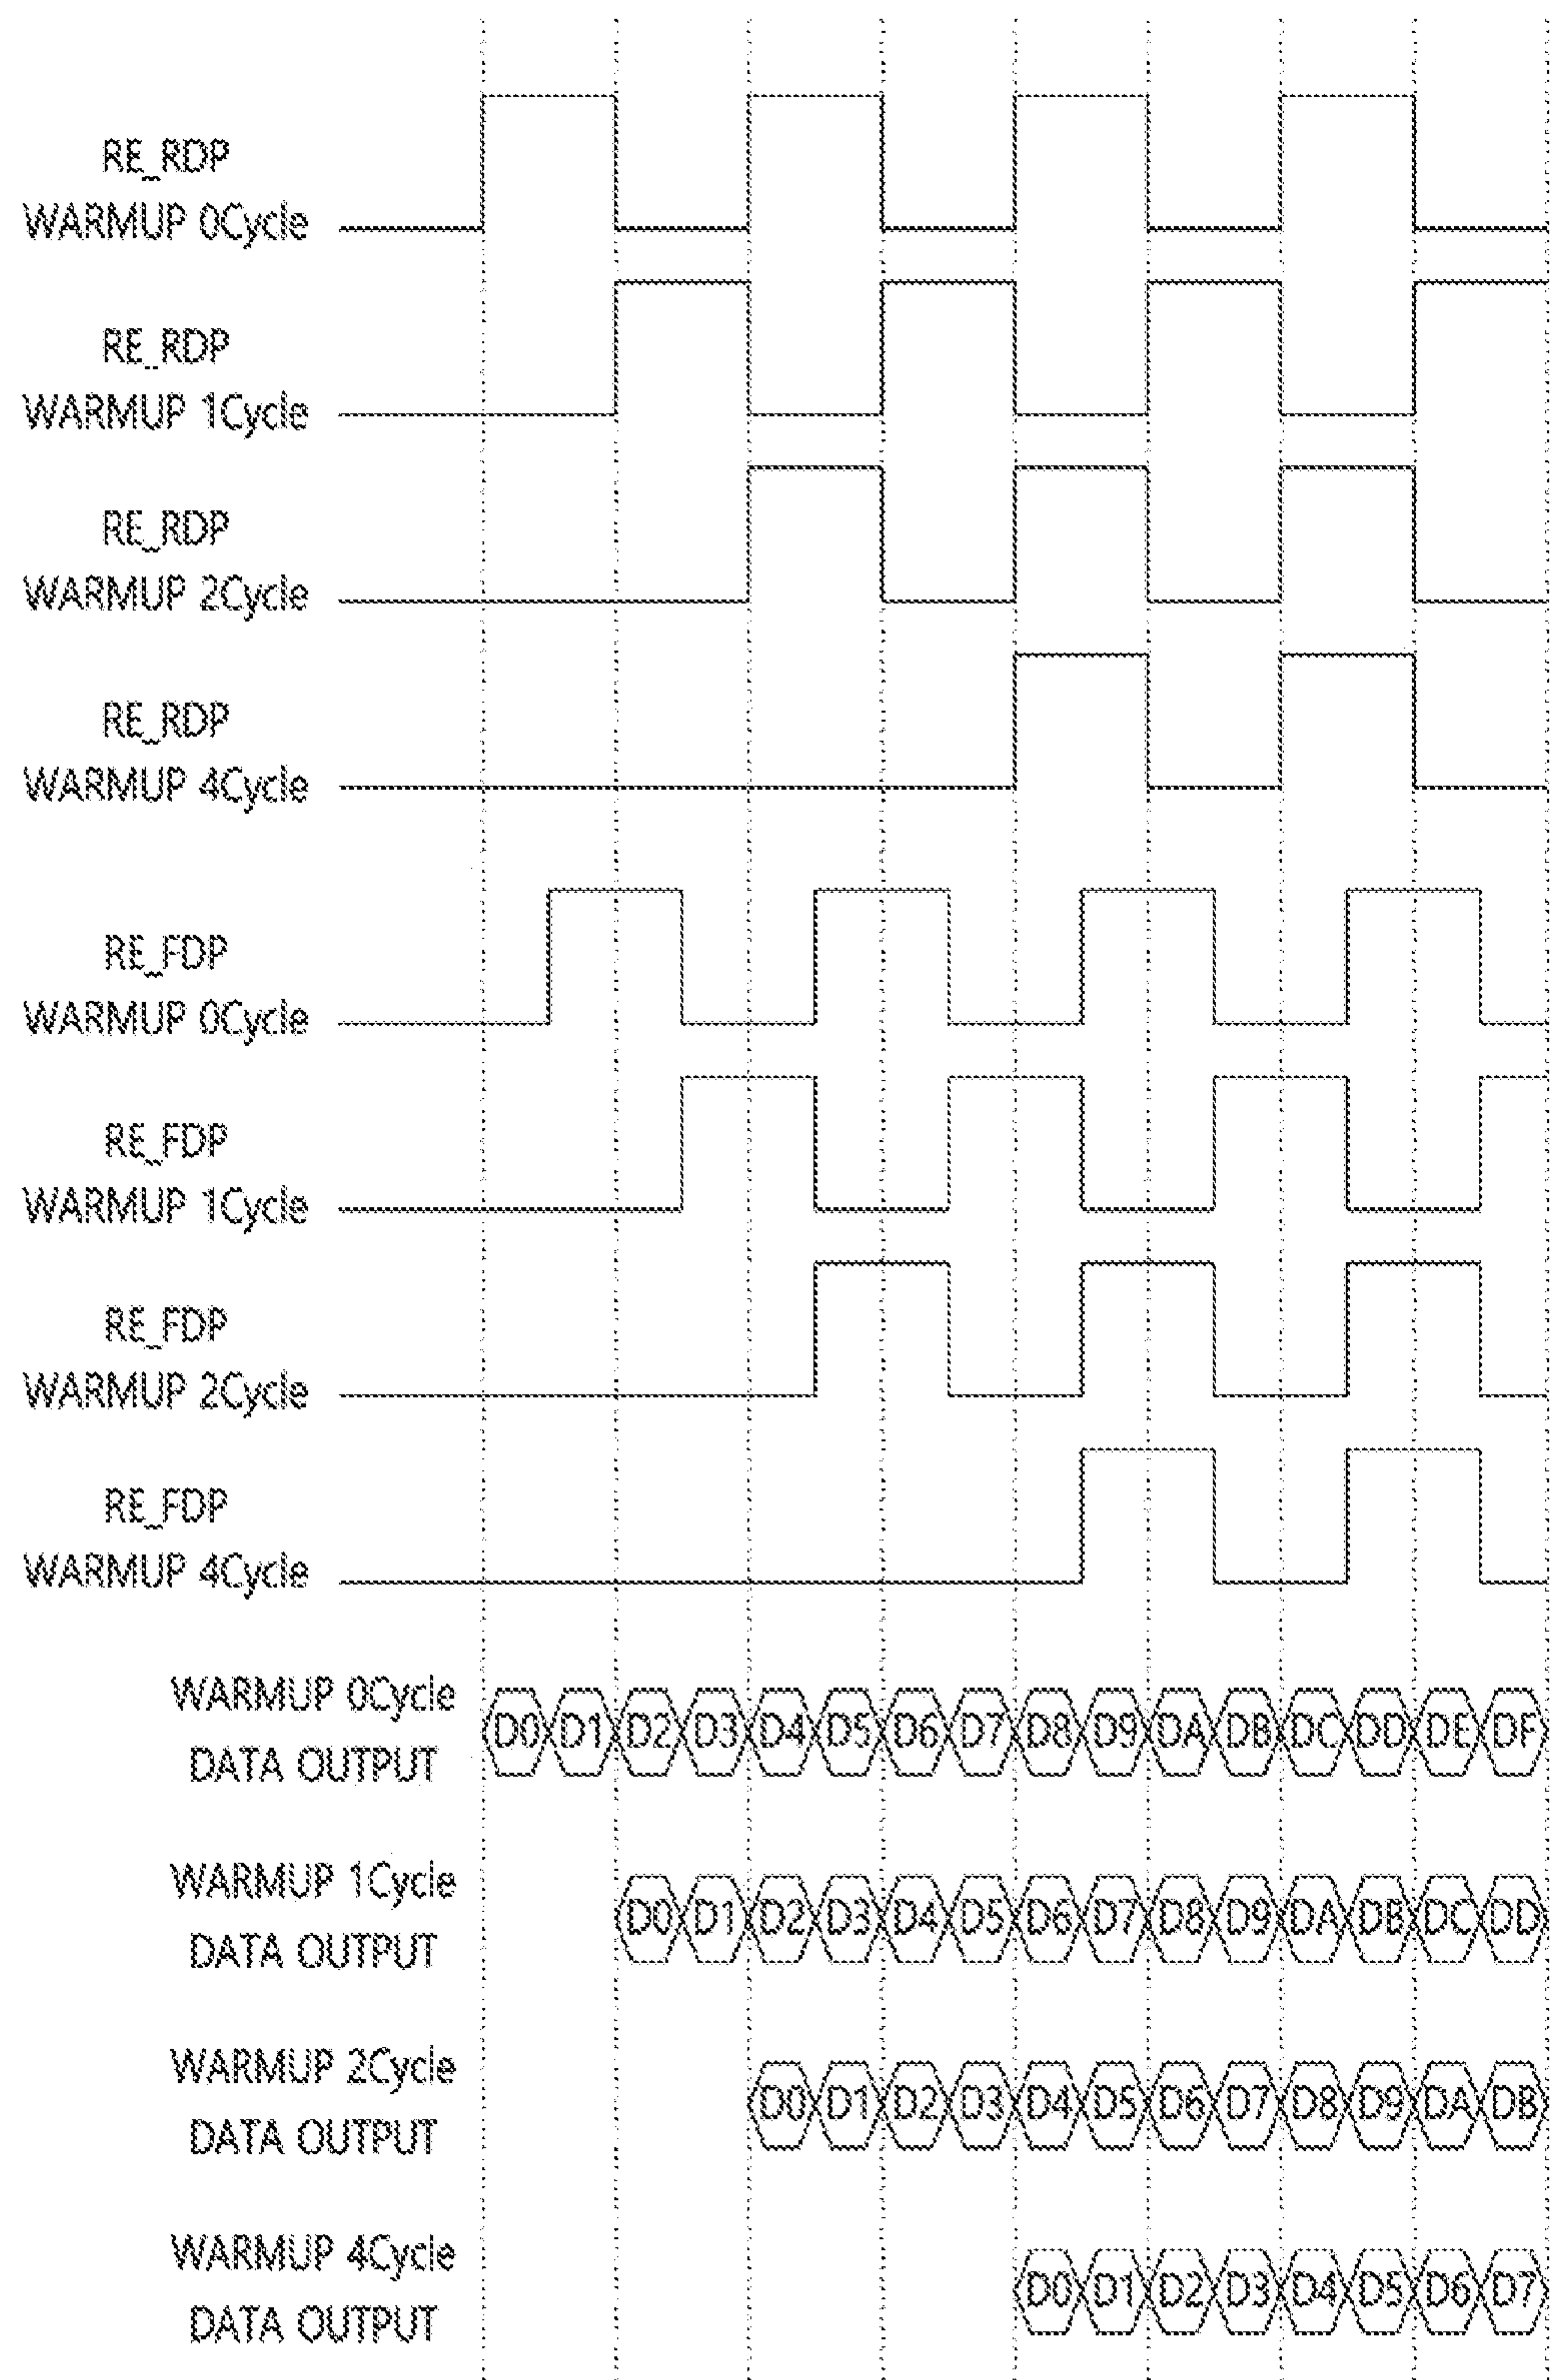 RE_RDP
WARMUP 0Cycle
RE_RDP
WARMUP 1Cycle
RE_RDP
WARMUP 2Cycle
RE_RDP
WARMUP 4Cycle
RE_FDP
WARMUP 0Cycle
RE_FDP
WARMUP 1Cycle
RE_FDP
WARMUP 2Cycle
RE_FDP
WARMUP 4Cycle
WARMUP 0Cycle
DATA OUTPUT
D0 D1 D2 D3 D4 D5 D6 D7 D8 D9 DA DB DC DD DE DF
WARMUP 1Cycle
DATA OUTPUT
D0 D1 D2 D3 D4 D5 D6 D7 D8 D9 DA DB DC DD
WARMUP 2Cycle
DATA OUTPUT
D0 D1 D2 D3 D4 D5 D6 D7 D8 D9 DA DB
WARMUP 4Cycle
DATA OUTPUT
D0 D1 D2 D3 D4 D5 D6 D7